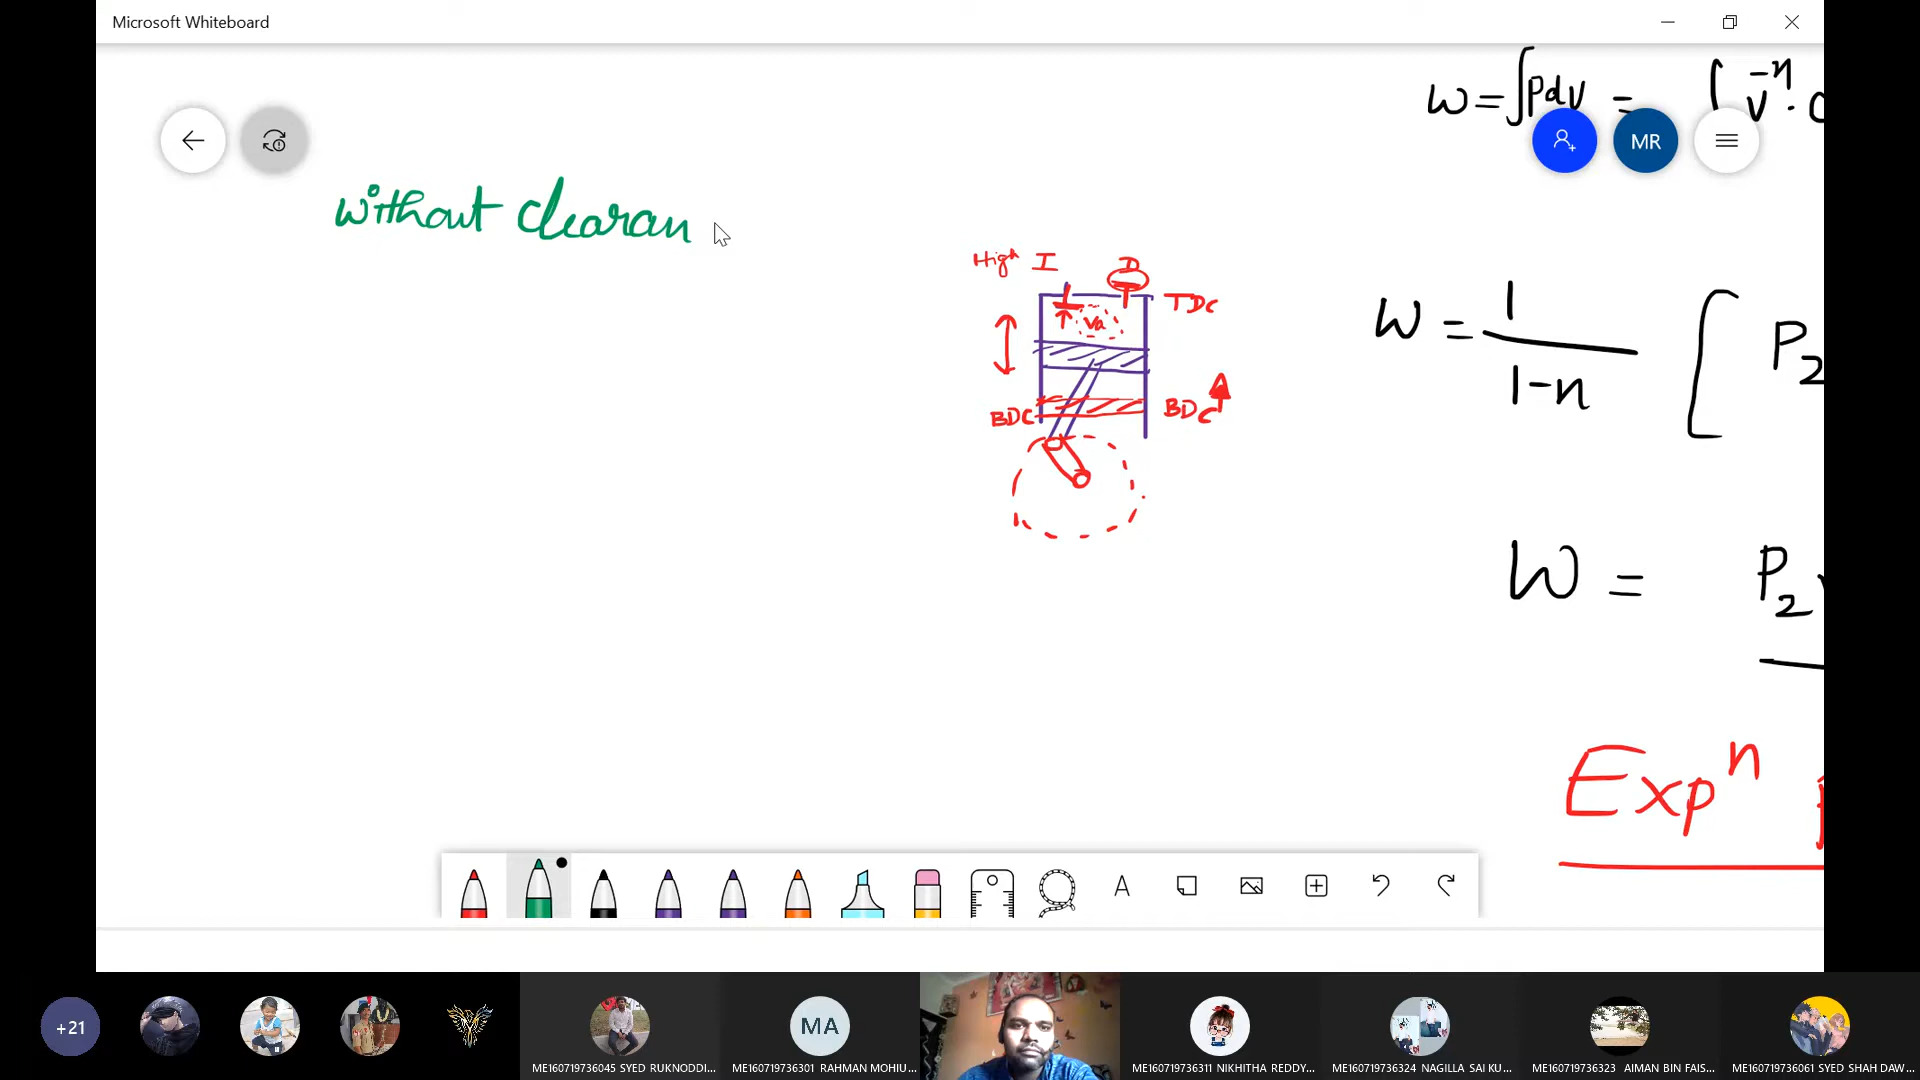 Microsoft Whiteboard
W = ∫Pdv =
v^-n ·
MR
without clearan
High I D
TDC
Va
BDC BDC
W = 1/(1-n) [ P2
W = P2
Exp^n
A
+21
MA
ME160719736045 SYED RUKNODDI...
ME160719736301 RAHMAN MOHIU...
ME160719736311 NIKHITHA REDDY...
ME160719736324 NAGILLA SAI KU...
ME160719736323 AIMAN BIN FAIS...
ME160719736061 SYED SHAH DAW...